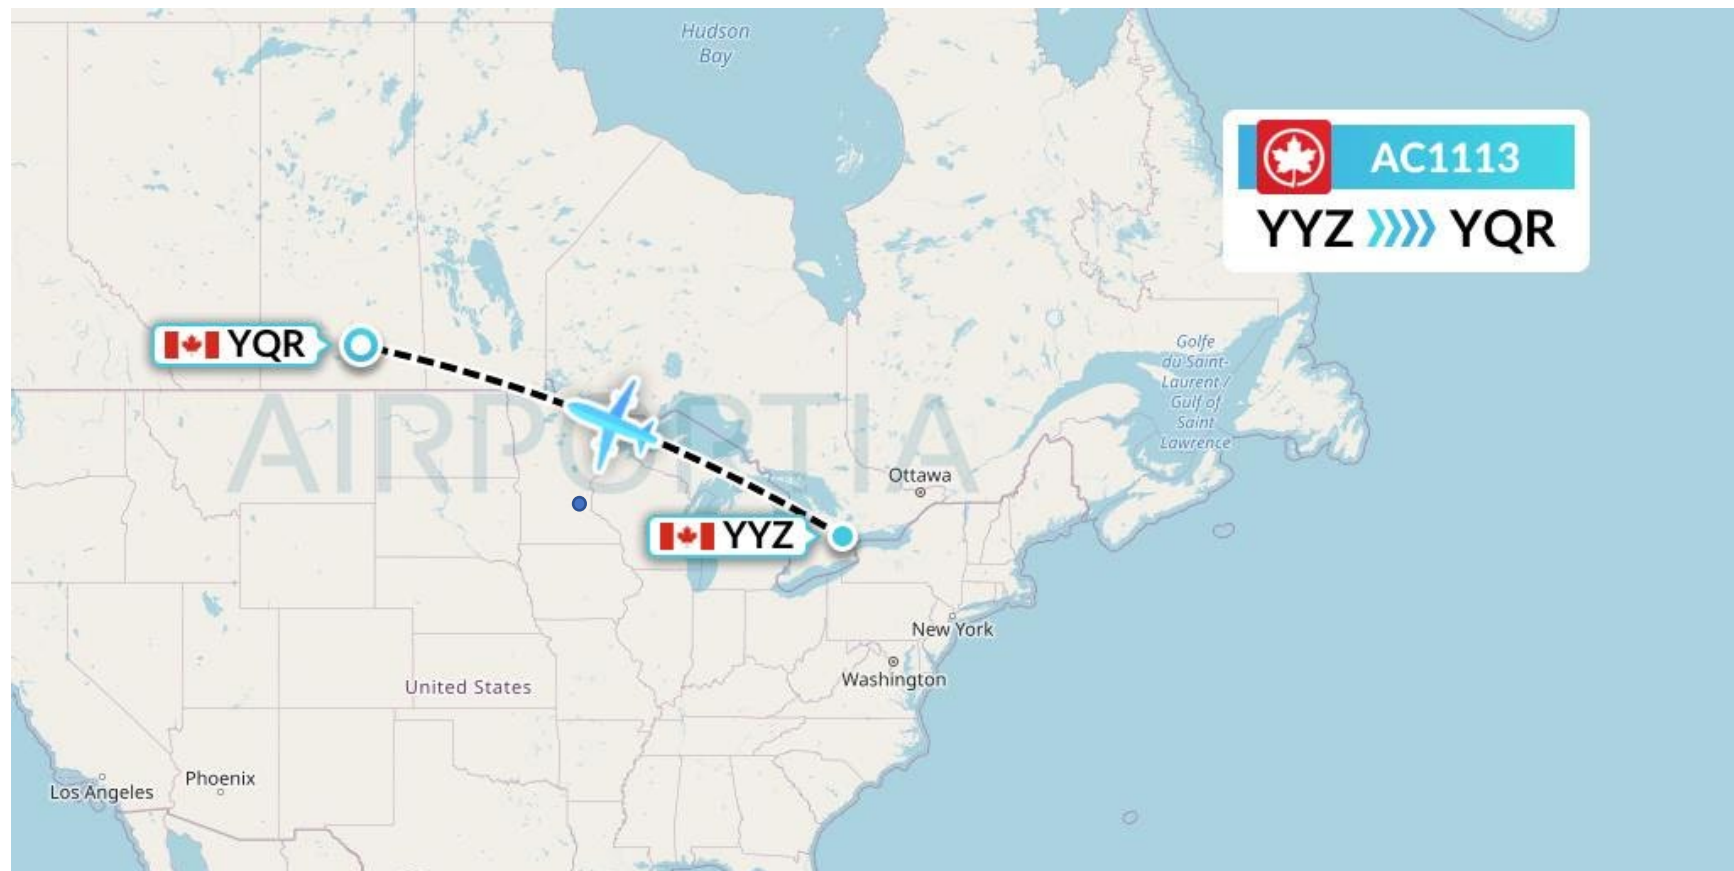 Hudson
Bay
AC1113
YYZ YQR
YQR
Golfe
du Saint-
Laurent /
Gulf of
Saint
Lawrence
AIRPORTIA
Ottawa
YYZ
New York
Washington
United States
Phoenix
Los Angeles